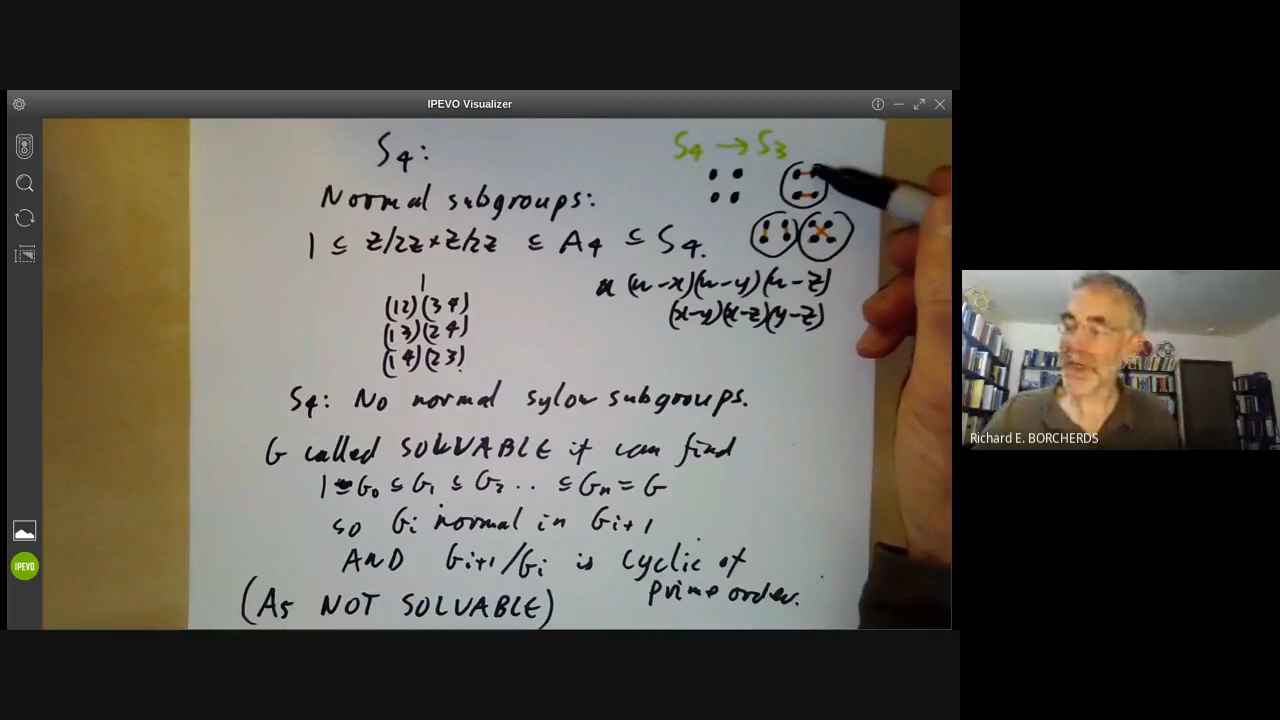 IPEVO Visualizer
S4:
S4 → S3
Normal subgroups:
1 ≤ Z/2Z × Z/2Z ≤ A4 ≤ S4.
1
(12)(34)
(13)(24)
(14)(23)
(w-x)(w-y)(w-z)
(x-y)(x-z)(y-z)
S4: No normal sylow subgroups.
G called SOLVABLE if can find
1 = G0 ≤ G1 ≤ G2 .. ≤ Gn = G
so Gi normal in Gi+1
AND Gi+1/Gi is cyclic of
prime order.
(A5 NOT SOLVABLE)
IPEVO
Richard E. BORCHERDS